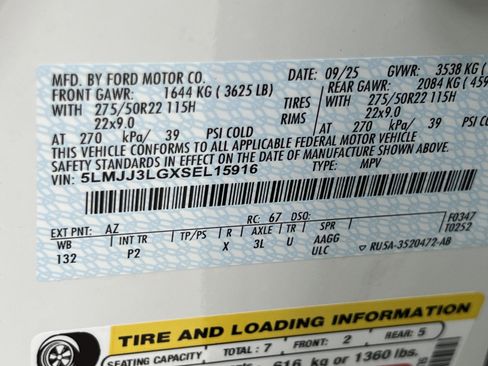 MFD. BY FORD MOTOR CO.
DATE: 09/25 GVWR: 3538 KG
FRONT GAWR: 1644 KG ( 3625 LB) REAR GAWR: 2084 KG (459
WITH 275/50R22 115H TIRES WITH 275/50R22 115H
22x9.0 RIMS 22x9.0
AT 270 kPa/ 39 PSI COLD AT 270 kPa/ 39 PSI COLD
THIS VEHICLE CONFORMS TO ALL APPLICABLE FEDERAL MOTOR VEHICLE
SAFETY STANDARDS IN EFFECT ON THE DATE OF MANUFACTURE SHOWN ABOVE.
VIN: 5LMJJ3LGXSEL15916 TYPE: MPV
EXT PNT: AZ RC: 67 DSO: F0347
WB INT TR TP/PS R AXLE TR SPR T0252
132 P2 X 3L U AAGG
ULC RU5A-3520472-AB
TIRE AND LOADING INFORMATION
SEATING CAPACITY TOTAL: 7 FRONT: 2 REAR: 5
616 kg or 1360 lbs.